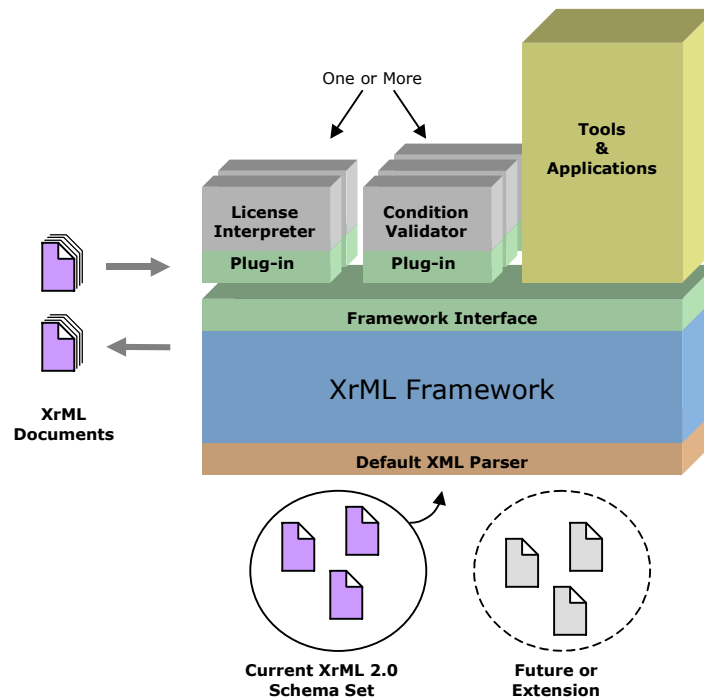 One or More
Tools
&
Applications
License
Interpreter
Plug-in
Condition
Validator
Plug-in
Framework Interface
XrML Framework
Default XML Parser
XrML
Documents
Current XrML 2.0
Schema Set
Future or
Extension